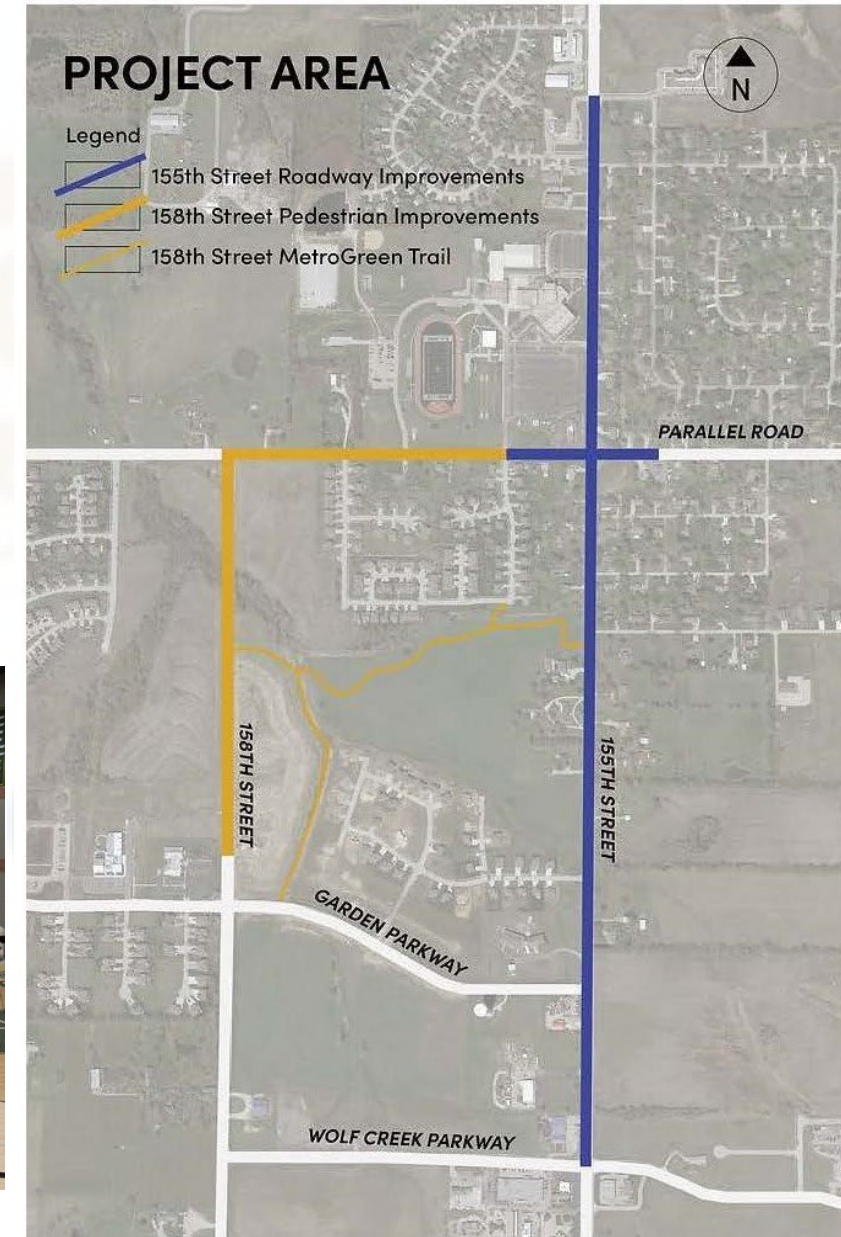 PROJECT AREA
N
Legend
155th Street Roadway Improvements
158th Street Pedestrian Improvements
158th Street MetroGreen Trail
PARALLEL ROAD
158TH STREET
155TH STREET
GARDEN PARKWAY
WOLF CREEK PARKWAY